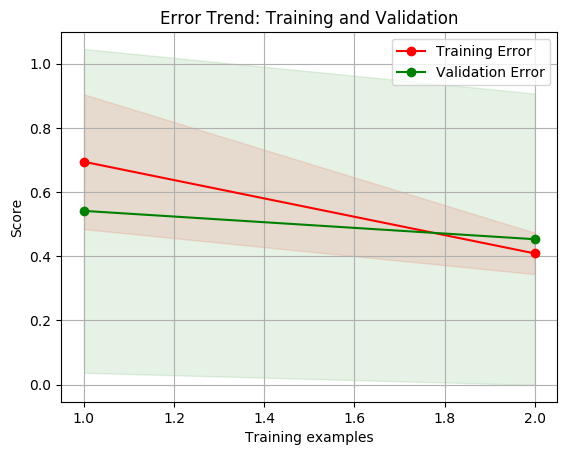 Error Trend: Training and Validation
Training Error
Validation Error
1.0
0.8
0.6
0.4
0.2
0.0
Score
1.0
1.2
1.4
1.6
1.8
2.0
Training examples